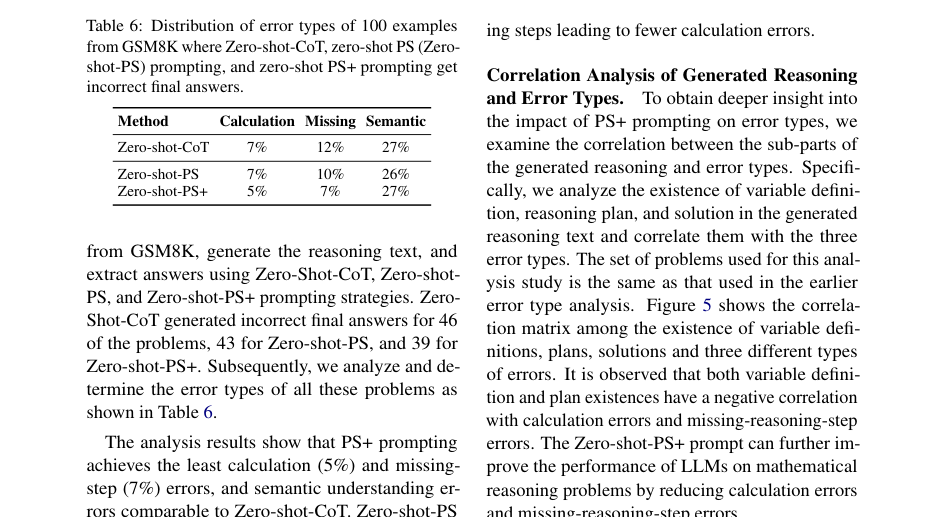 Table 6: Distribution of error types of 100 examples
from GSM8K where Zero-shot-CoT, zero-shot PS (Zero-
shot-PS) prompting, and zero-shot PS+ prompting get
incorrect final answers.
Method Calculation Missing Semantic
Zero-shot-CoT 7% 12% 27%
Zero-shot-PS 7% 10% 26%
Zero-shot-PS+ 5% 7% 27%
from GSM8K, generate the reasoning text, and
extract answers using Zero-Shot-CoT, Zero-shot-
PS, and Zero-shot-PS+ prompting strategies. Zero-
Shot-CoT generated incorrect final answers for 46
of the problems, 43 for Zero-shot-PS, and 39 for
Zero-shot-PS+. Subsequently, we analyze and de-
termine the error types of all these problems as
shown in Table 6.
The analysis results show that PS+ prompting
achieves the least calculation (5%) and missing-
step (7%) errors, and semantic understanding er-
rors comparable to Zero-shot-CoT. Zero-shot-PS
ing steps leading to fewer calculation errors.
Correlation Analysis of Generated Reasoning
and Error Types. To obtain deeper insight into
the impact of PS+ prompting on error types, we
examine the correlation between the sub-parts of
the generated reasoning and error types. Specifi-
cally, we analyze the existence of variable defini-
tion, reasoning plan, and solution in the generated
reasoning text and correlate them with the three
error types. The set of problems used for this anal-
ysis study is the same as that used in the earlier
error type analysis. Figure 5 shows the correla-
tion matrix among the existence of variable defi-
nitions, plans, solutions and three different types
of errors. It is observed that both variable defini-
tion and plan existences have a negative correlation
with calculation errors and missing-reasoning-step
errors. The Zero-shot-PS+ prompt can further im-
prove the performance of LLMs on mathematical
reasoning problems by reducing calculation errors
and missing-reasoning-step errors.